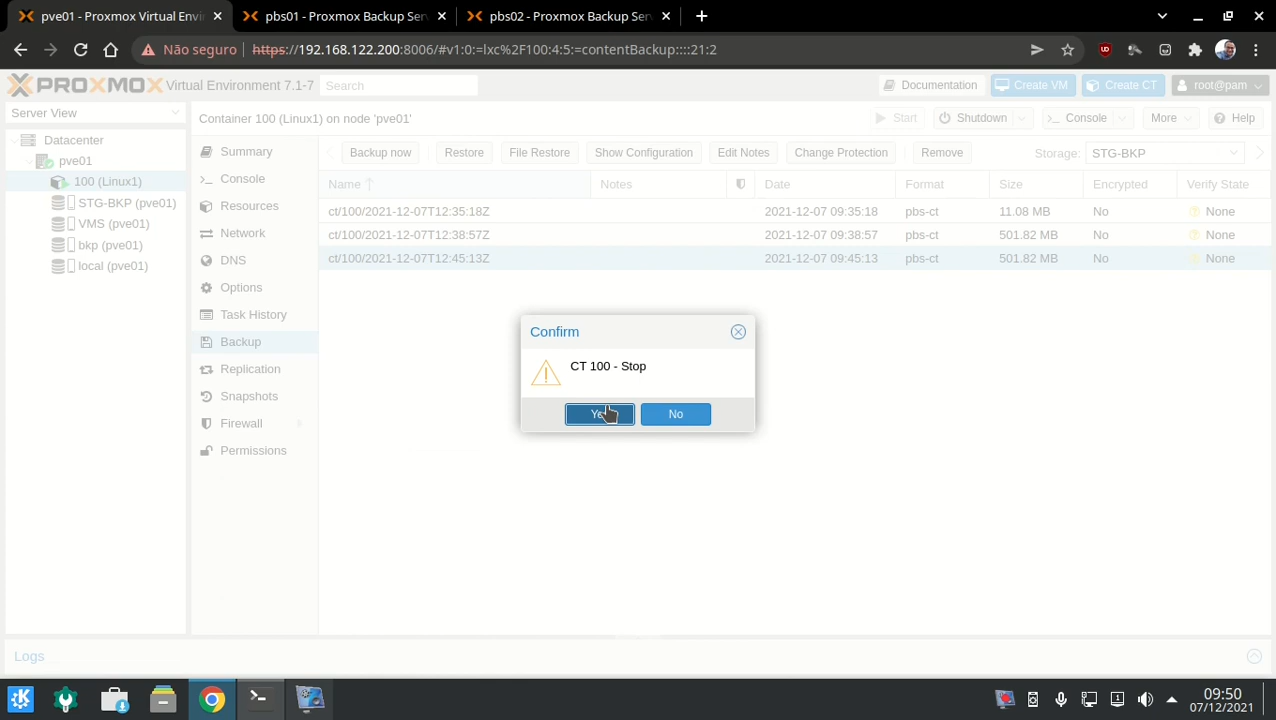 pve01 - Proxmox Virtual Envir
pbs01 - Proxmox Backup Serv
pbs02 - Proxmox Backup Serv
Não seguro
https://192.168.122.200:8006/#v1:0:=lxc%2F100:4:5:=contentBackup::::21:2
PROXMOX Virtual Environment 7.1-7
Search
Documentation
Create VM
Create CT
root@pam
Server View
Container 100 (Linux1) on node 'pve01'
Start
Shutdown
Console
More
Help
Datacenter
pve01
100 (Linux1)
STG-BKP (pve01)
VMS (pve01)
bkp (pve01)
local (pve01)
Summary
Console
Resources
Network
DNS
Options
Task History
Backup
Replication
Snapshots
Firewall
Permissions
Backup now
Restore
File Restore
Show Configuration
Edit Notes
Change Protection
Remove
Storage:
STG-BKP
Name Notes Date Format Size Encrypted Verify State
ct/100/2021-12-07T12:35:18Z 2021-12-07 09:35:18 pbs-ct 11.08 MB No None
ct/100/2021-12-07T12:38:57Z 2021-12-07 09:38:57 pbs-ct 501.82 MB No None
ct/100/2021-12-07T12:45:13Z 2021-12-07 09:45:13 pbs-ct 501.82 MB No None
Confirm
CT 100 - Stop
No
Logs
09:50
07/12/2021